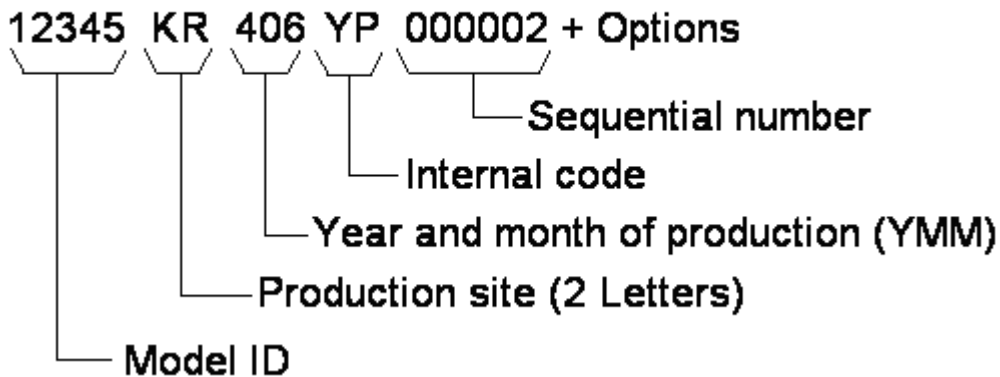 12345 KR 406 YP 000002 + Options
Sequential number
Internal code
Year and month of production (YMM)
Production site (2 Letters)
Model ID